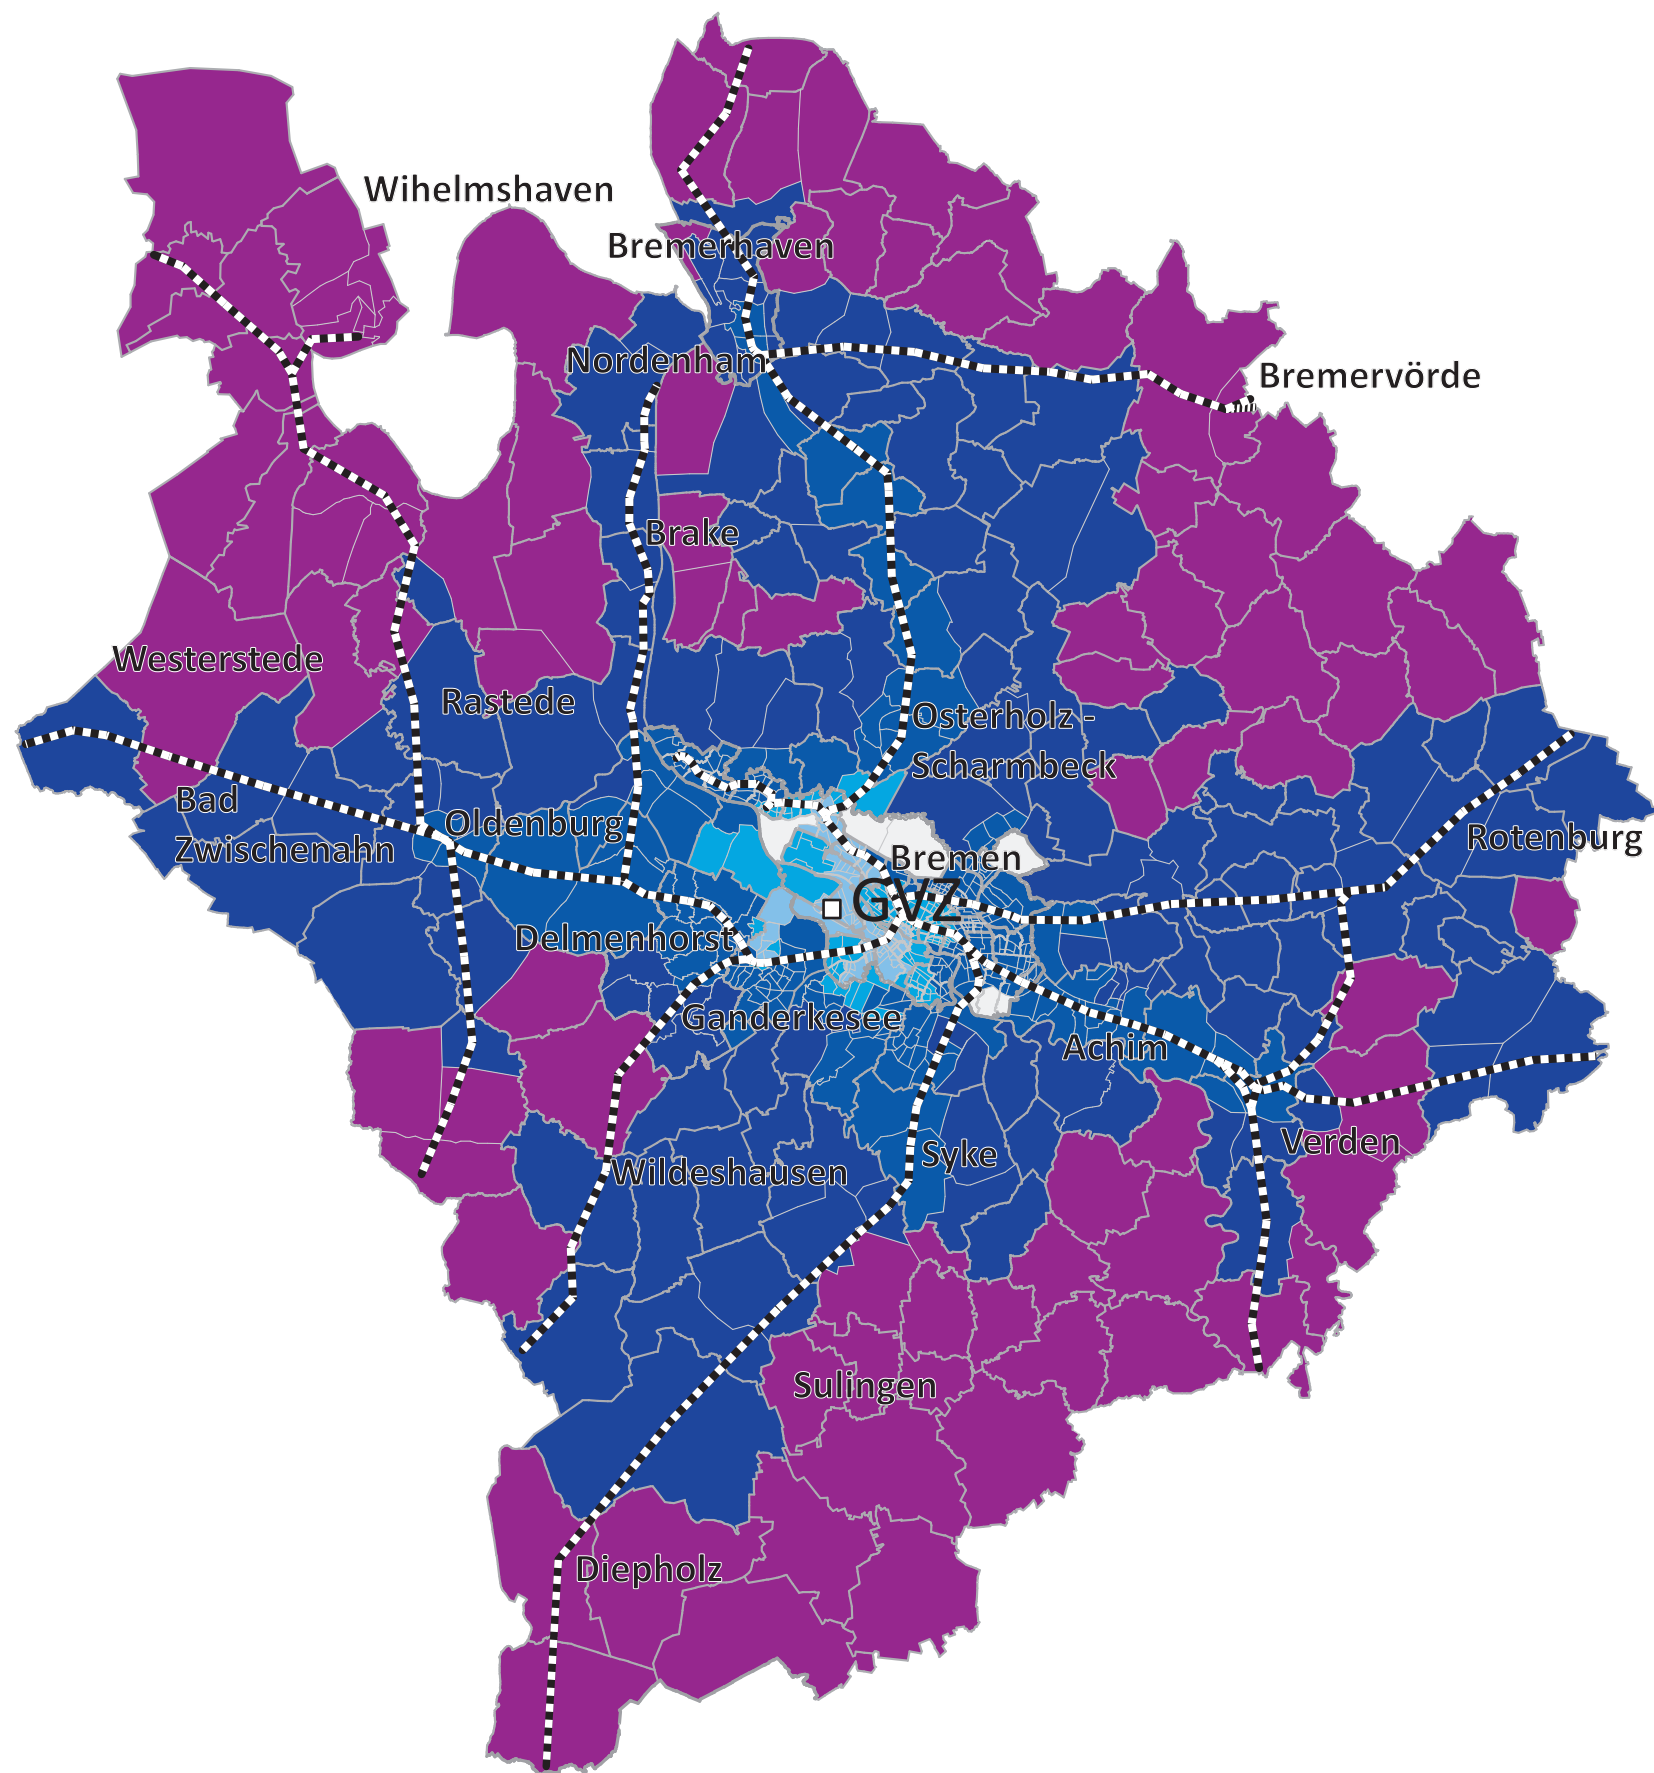 Wihelmshaven
Bremerhaven
Nordenham
Bremervörde
Brake
Westerstede
Rastede
Osterholz -
Scharmbeck
Bad
Zwischenahn
Oldenburg
Rotenburg
Bremen
GVZ
Delmenhorst
Ganderkesee
Achim
Verden
Syke
Wildeshausen
Sulingen
Diepholz